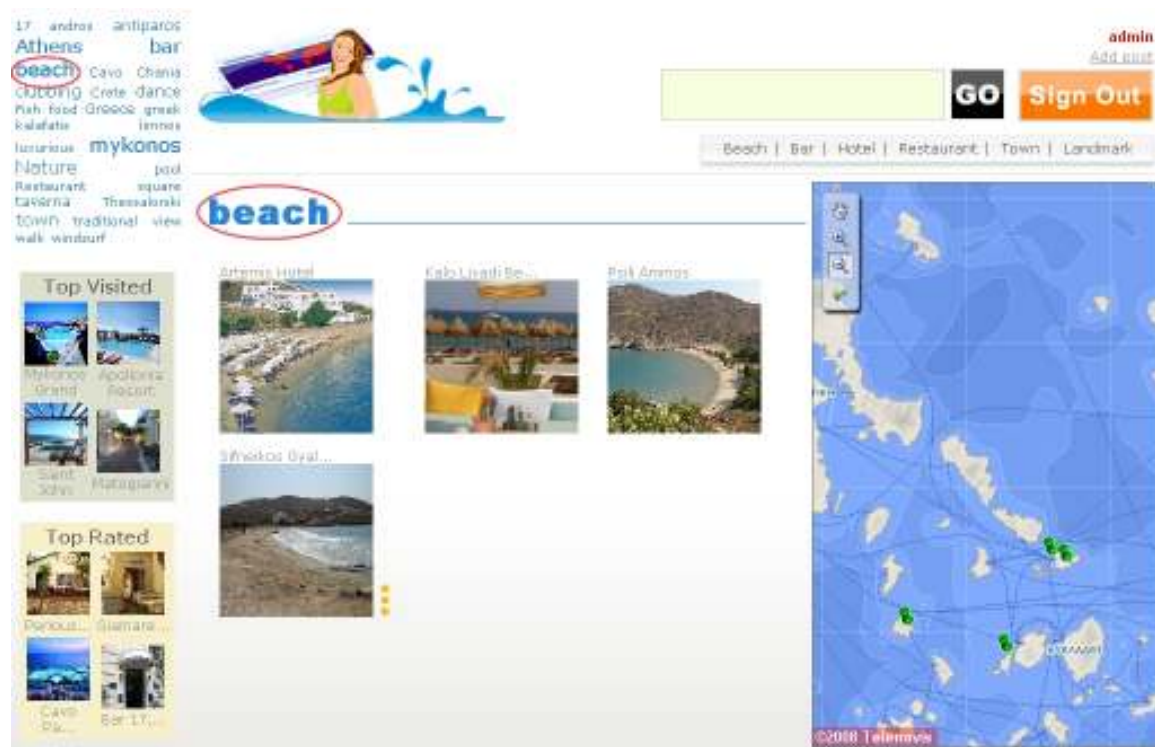 17 andros antiparos
Athens bar
beach Cavo Chania
clubbing Crete dance
Fish food Greece greek
kalafatis
luxurious mykonos
Nature pool
Restaurant square
taverna Thessaloniki
town traditional view
walk windsurf
admin
Add post
GO
Sign Out
Beach | Bar | Hotel | Restaurant | Town | Landmark
beach
Artemis Hotel
Kalo Livadi Be...
Psili Ammos
Sifneikos Gyal...
Top Visited
Mykonos
Grand
Apollonia
Resort
Saint
John
Matogianni
Top Rated
Cavo
Pa...
Bar 17...
©2008 Telenavis